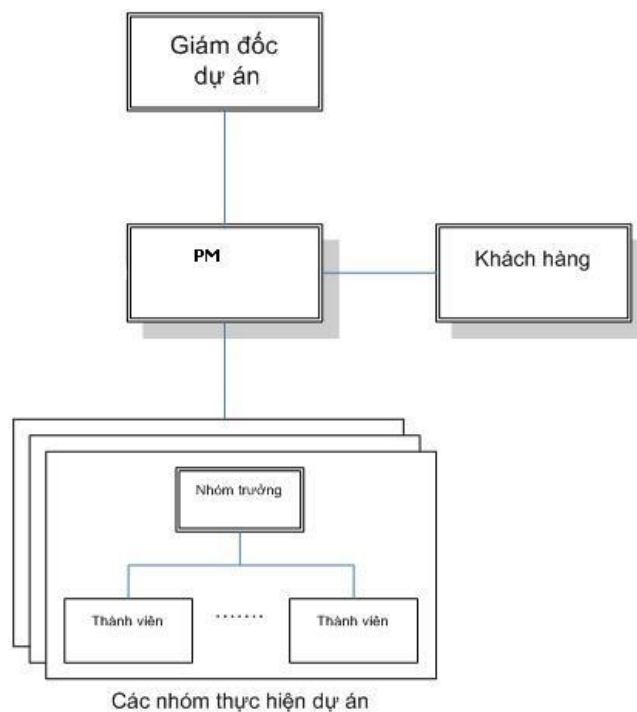 Giám đốc
dự án
PM
Khách hàng
Nhóm trưởng
Thành viên
.......
Thành viên
Các nhóm thực hiện dự án